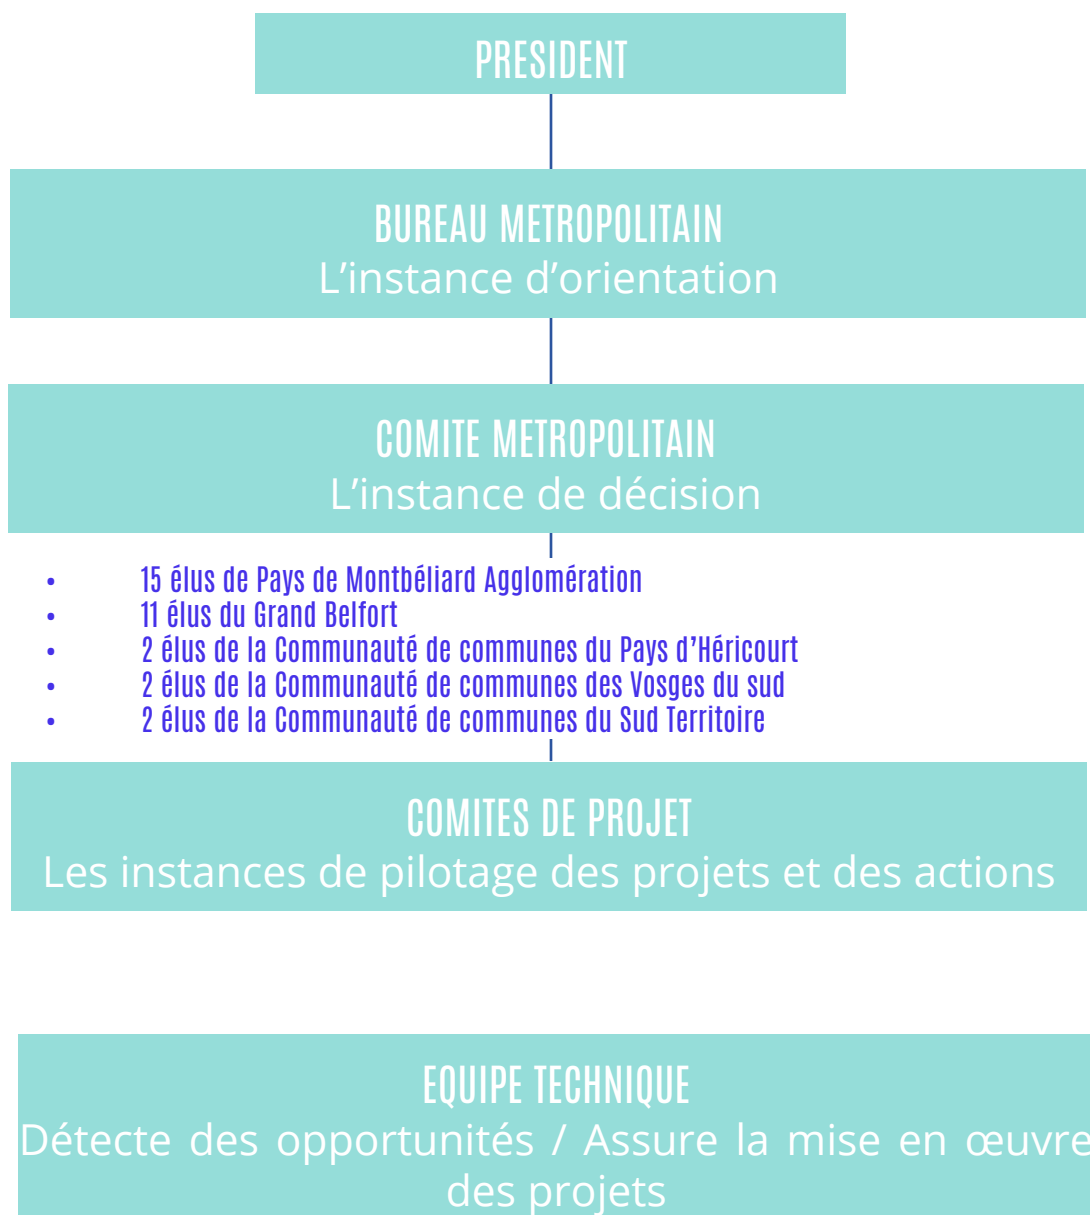 PRESIDENT
BUREAU METROPOLITAIN
L’instance d’orientation
COMITE METROPOLITAIN
L’instance de décision
• 15 élus de Pays de Montbéliard Agglomération
• 11 élus du Grand Belfort
• 2 élus de la Communauté de communes du Pays d’Héricourt
• 2 élus de la Communauté de communes des Vosges du sud
• 2 élus de la Communauté de communes du Sud Territoire
COMITES DE PROJET
Les instances de pilotage des projets et des actions
EQUIPE TECHNIQUE
Détecte des opportunités / Assure la mise en œuvre
des projets